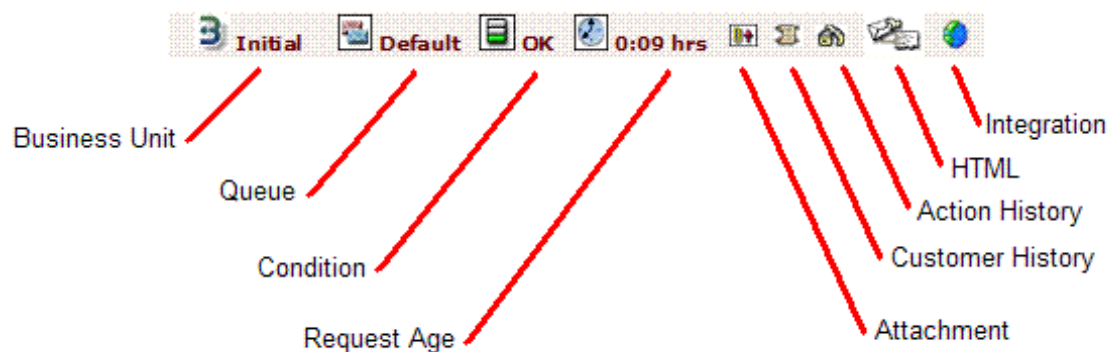 Initial Default OK 0:09 hrs
Business Unit
Integration
HTML
Queue
Action History
Customer History
Condition
Attachment
Request Age